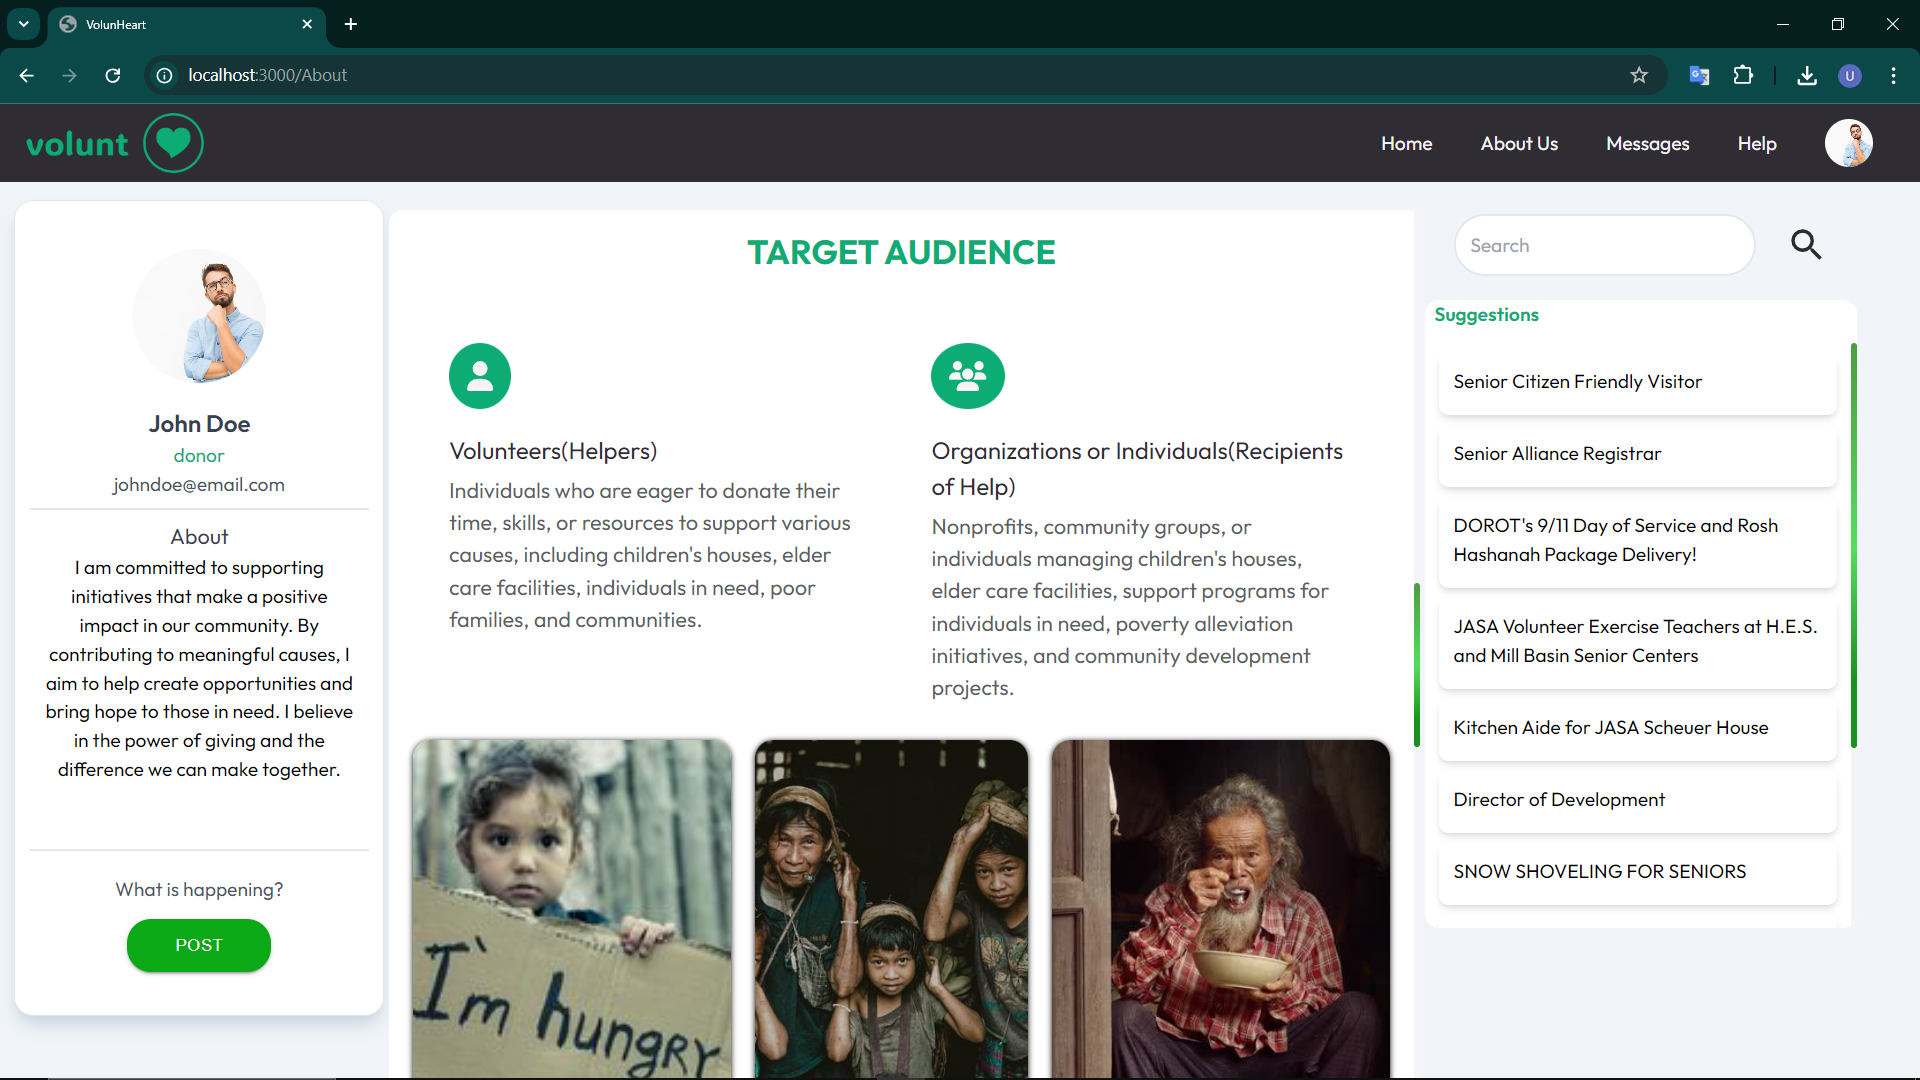 VolunHeart
localhost:3000/About
U
volunt
Home
About Us
Messages
Help
John Doe
donor
johndoe@email.com
About
I am committed to supporting
initiatives that make a positive
impact in our community. By
contributing to meaningful causes, I
aim to help create opportunities and
bring hope to those in need. I believe
in the power of giving and the
difference we can make together.
What is happening?
POST
TARGET AUDIENCE
Volunteers(Helpers)
Individuals who are eager to donate their
time, skills, or resources to support various
causes, including children's houses, elder
care facilities, individuals in need, poor
families, and communities.
Organizations or Individuals(Recipients
of Help)
Nonprofits, community groups, or
individuals managing children's houses,
elder care facilities, support programs for
individuals in need, poverty alleviation
initiatives, and community development
projects.
I'm hungry
Search
Suggestions
Senior Citizen Friendly Visitor
Senior Alliance Registrar
DOROT's 9/11 Day of Service and Rosh
Hashanah Package Delivery!
JASA Volunteer Exercise Teachers at H.E.S.
and Mill Basin Senior Centers
Kitchen Aide for JASA Scheuer House
Director of Development
SNOW SHOVELING FOR SENIORS